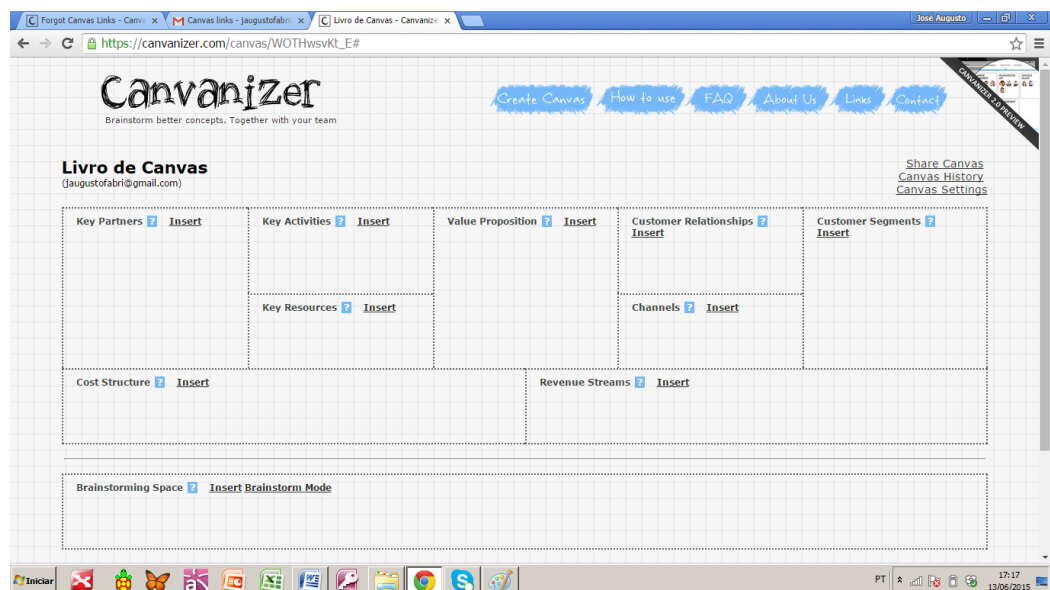 Forgot Canvas Links - Canva
Canvas links - jaugustofabri
Livro de Canvas - Canvanize
José Augusto
https://canvanizer.com/canvas/WOTHwsvKt_E#
Canvanizer
Brainstorm better concepts. Together with your team
Create Canvas How to use FAQ About Us Links Contact
CANVANIZER 2.0 PREVIEW
Livro de Canvas
(jaugustofabri@gmail.com)
Share Canvas
Canvas History
Canvas Settings
Key Partners ? Insert
Key Activities ? Insert
Value Proposition ? Insert
Customer Relationships ?
Insert
Customer Segments ?
Insert
Key Resources ? Insert
Channels ? Insert
Cost Structure ? Insert
Revenue Streams ? Insert
Brainstorming Space ? Insert Brainstorm Mode
Iniciar
PT
17:17
13/06/2015